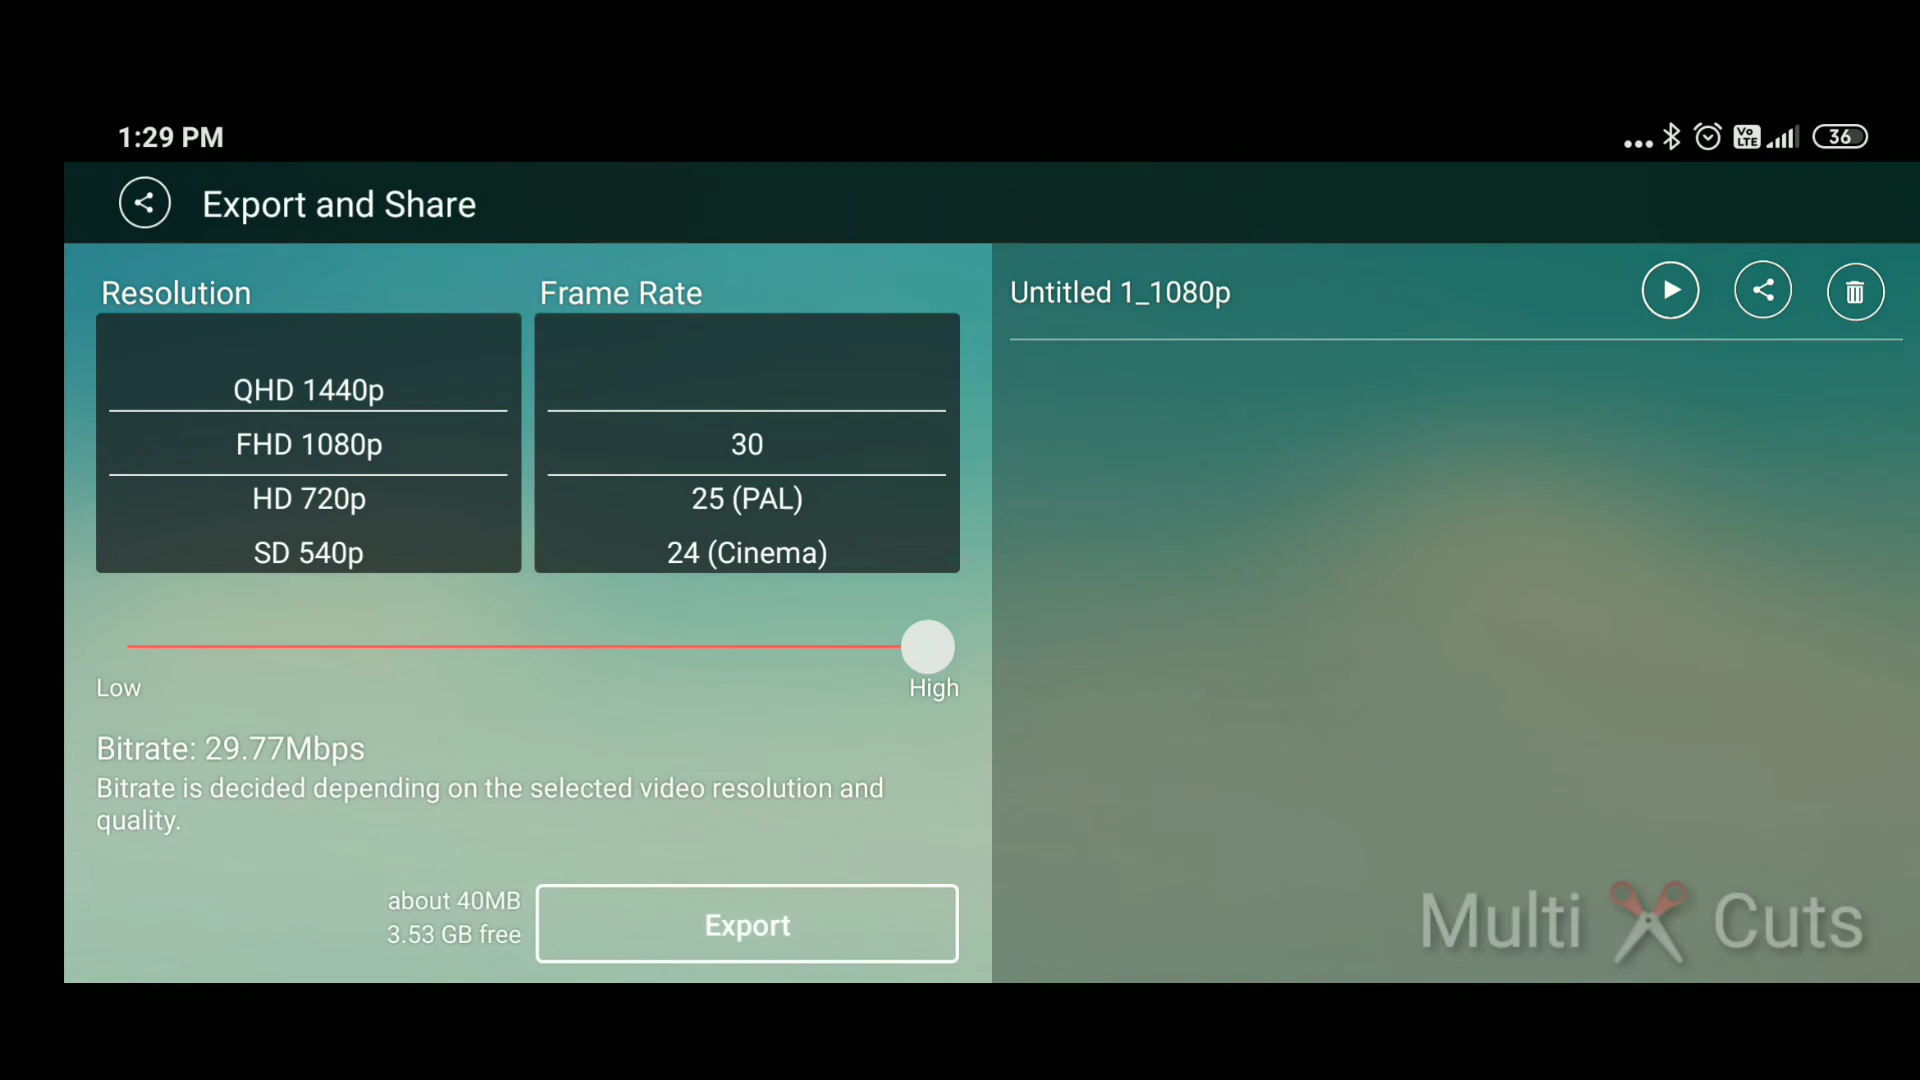 1:29 PM
Vo
LTE
36
Export and Share
Resolution
Frame Rate
QHD 1440p
FHD 1080p
HD 720p
SD 540p
30
25 (PAL)
24 (Cinema)
Low
High
Bitrate: 29.77Mbps
Bitrate is decided depending on the selected video resolution and
quality.
about 40MB
3.53 GB free
Export
Untitled 1_1080p
Multi Cuts